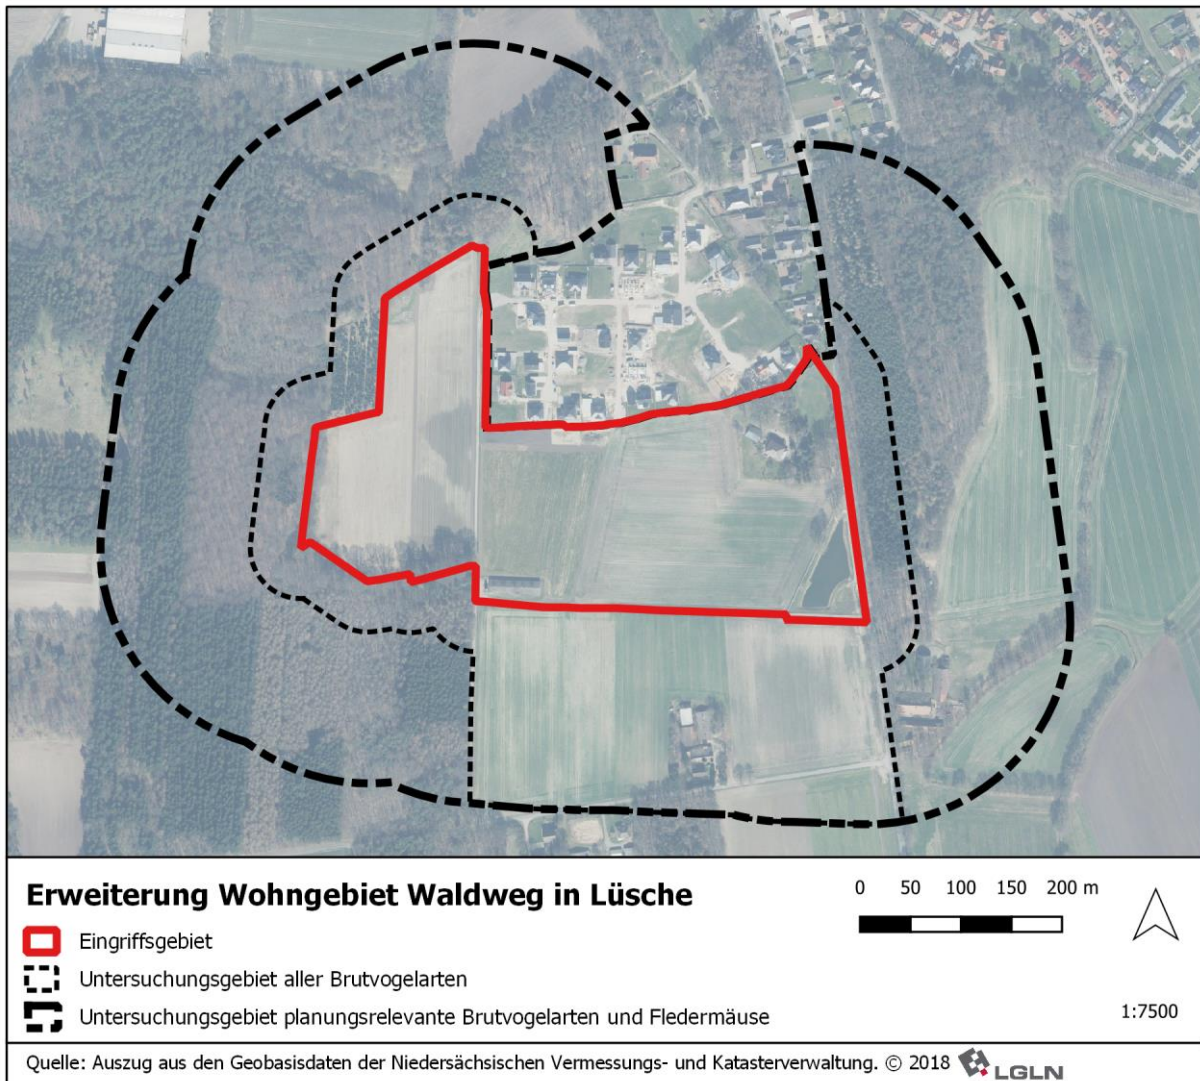 Erweiterung Wohngebiet Waldweg in Lüsche
0 50 100 150 200 m
Eingriffsgebiet
Untersuchungsgebiet aller Brutvogelarten
Untersuchungsgebiet planungsrelevante Brutvogelarten und Fledermäuse
1:7500
Quelle: Auszug aus den Geobasisdaten der Niedersächsischen Vermessungs- und Katasterverwaltung. © 2018 LGLN